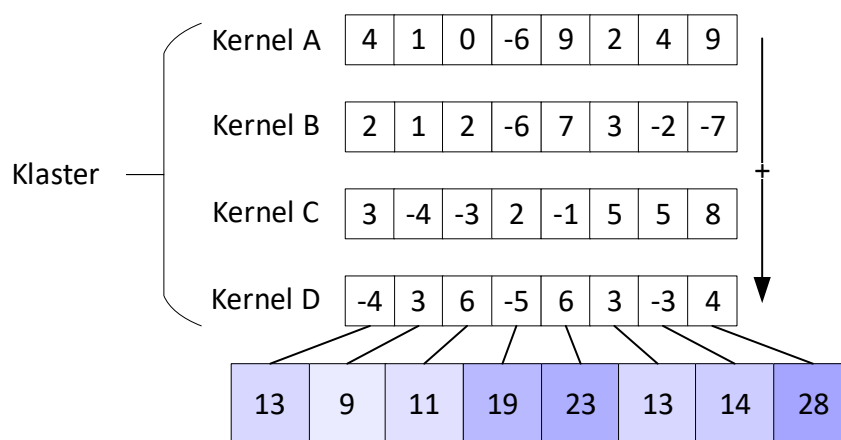 Kernel A 4 1 0 -6 9 2 4 9
Kernel B 2 1 2 -6 7 3 -2 -7
Klaster
+
Kernel C 3 -4 -3 2 -1 5 5 8
Kernel D -4 3 6 -5 6 3 -3 4
13 9 11 19 23 13 14 28